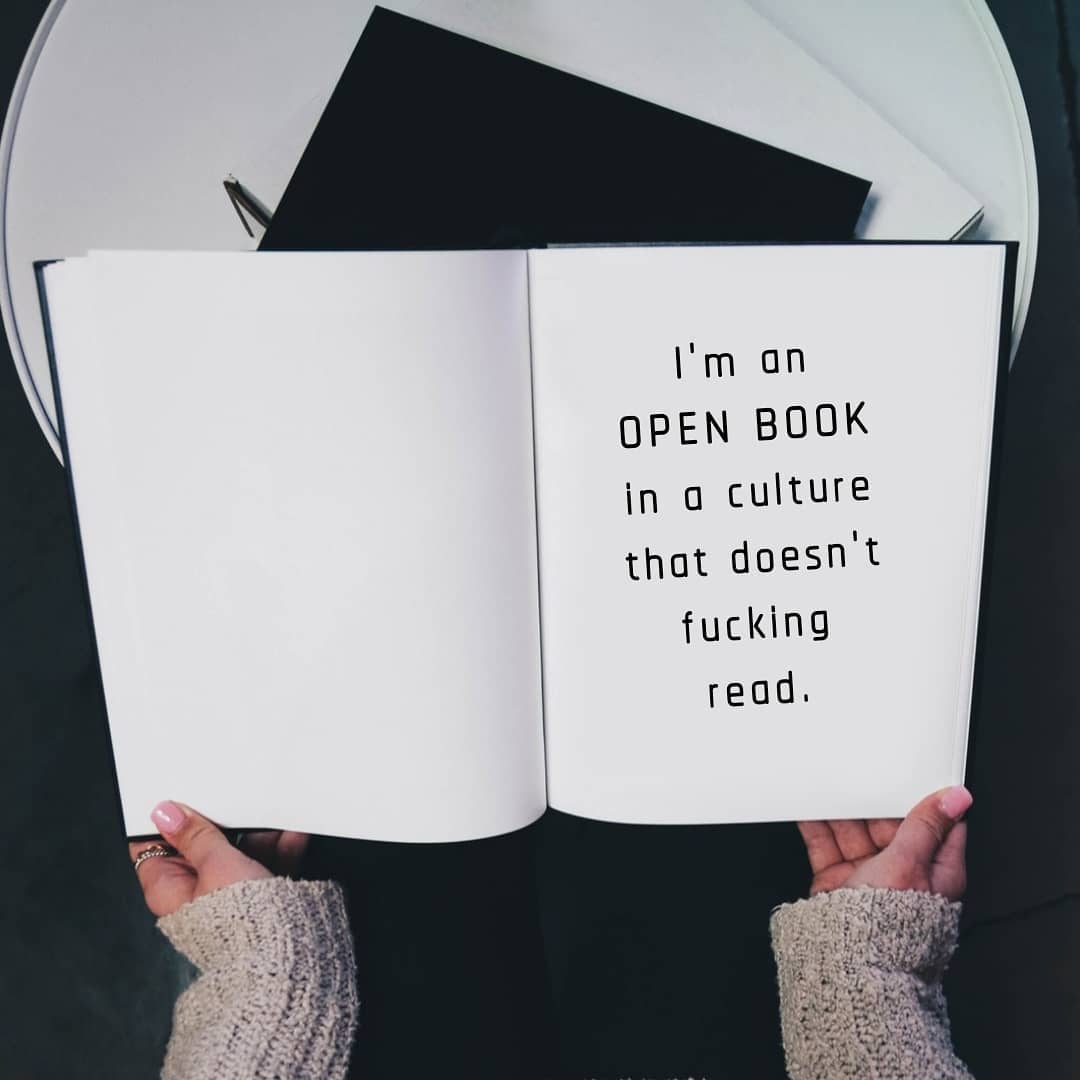 I'm an
OPEN BOOK
in a culture
that doesn't
fucking
read.